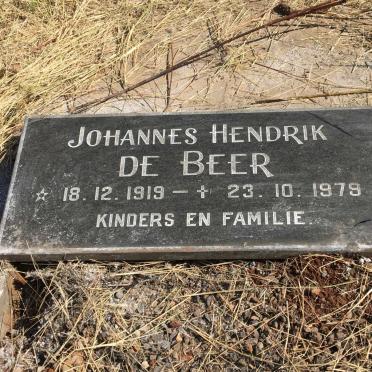 JOHANNES HENDRIK
DE BEER
☆ 18. 12. 1919 — ✝ 23. 10. 1979
KINDERS EN FAMILIE.